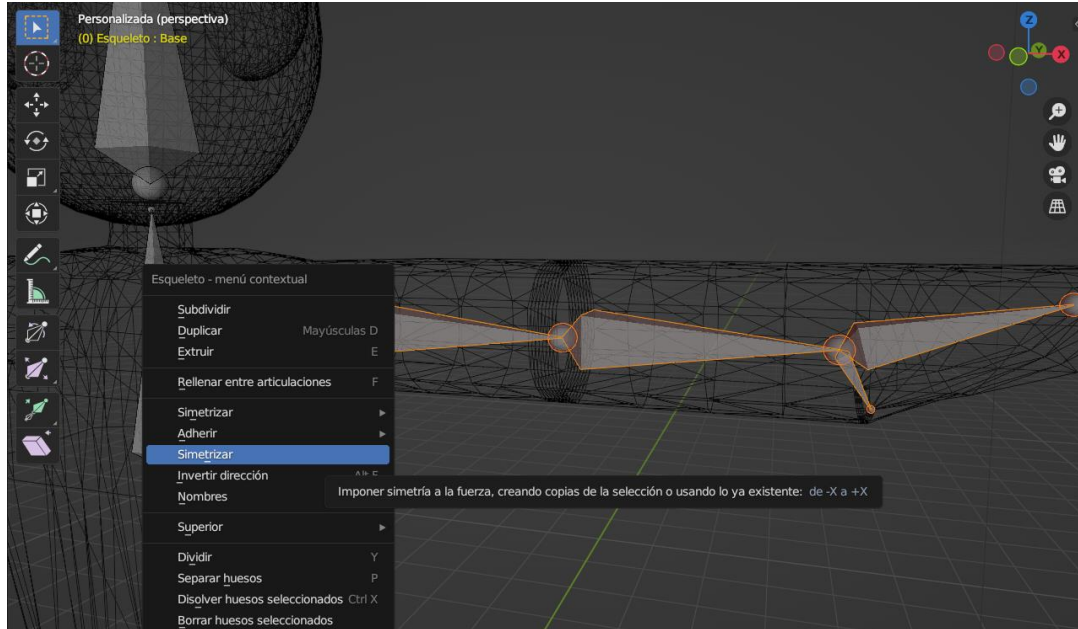 Personalizada (perspectiva)
(0) Esqueleto : Base
Z
Y
X
Esqueleto - menú contextual
Subdividir
Duplicar Mayúsculas D
Extruir E
Rellenar entre articulaciones F
Simetrizar
Adherir
Simetrizar
Invertir dirección Alt F
Nombres
Imponer simetría a la fuerza, creando copias de la selección o usando lo ya existente: de -X a +X
Superior
Dividir Y
Separar huesos P
Disolver huesos seleccionados Ctrl X
Borrar huesos seleccionados